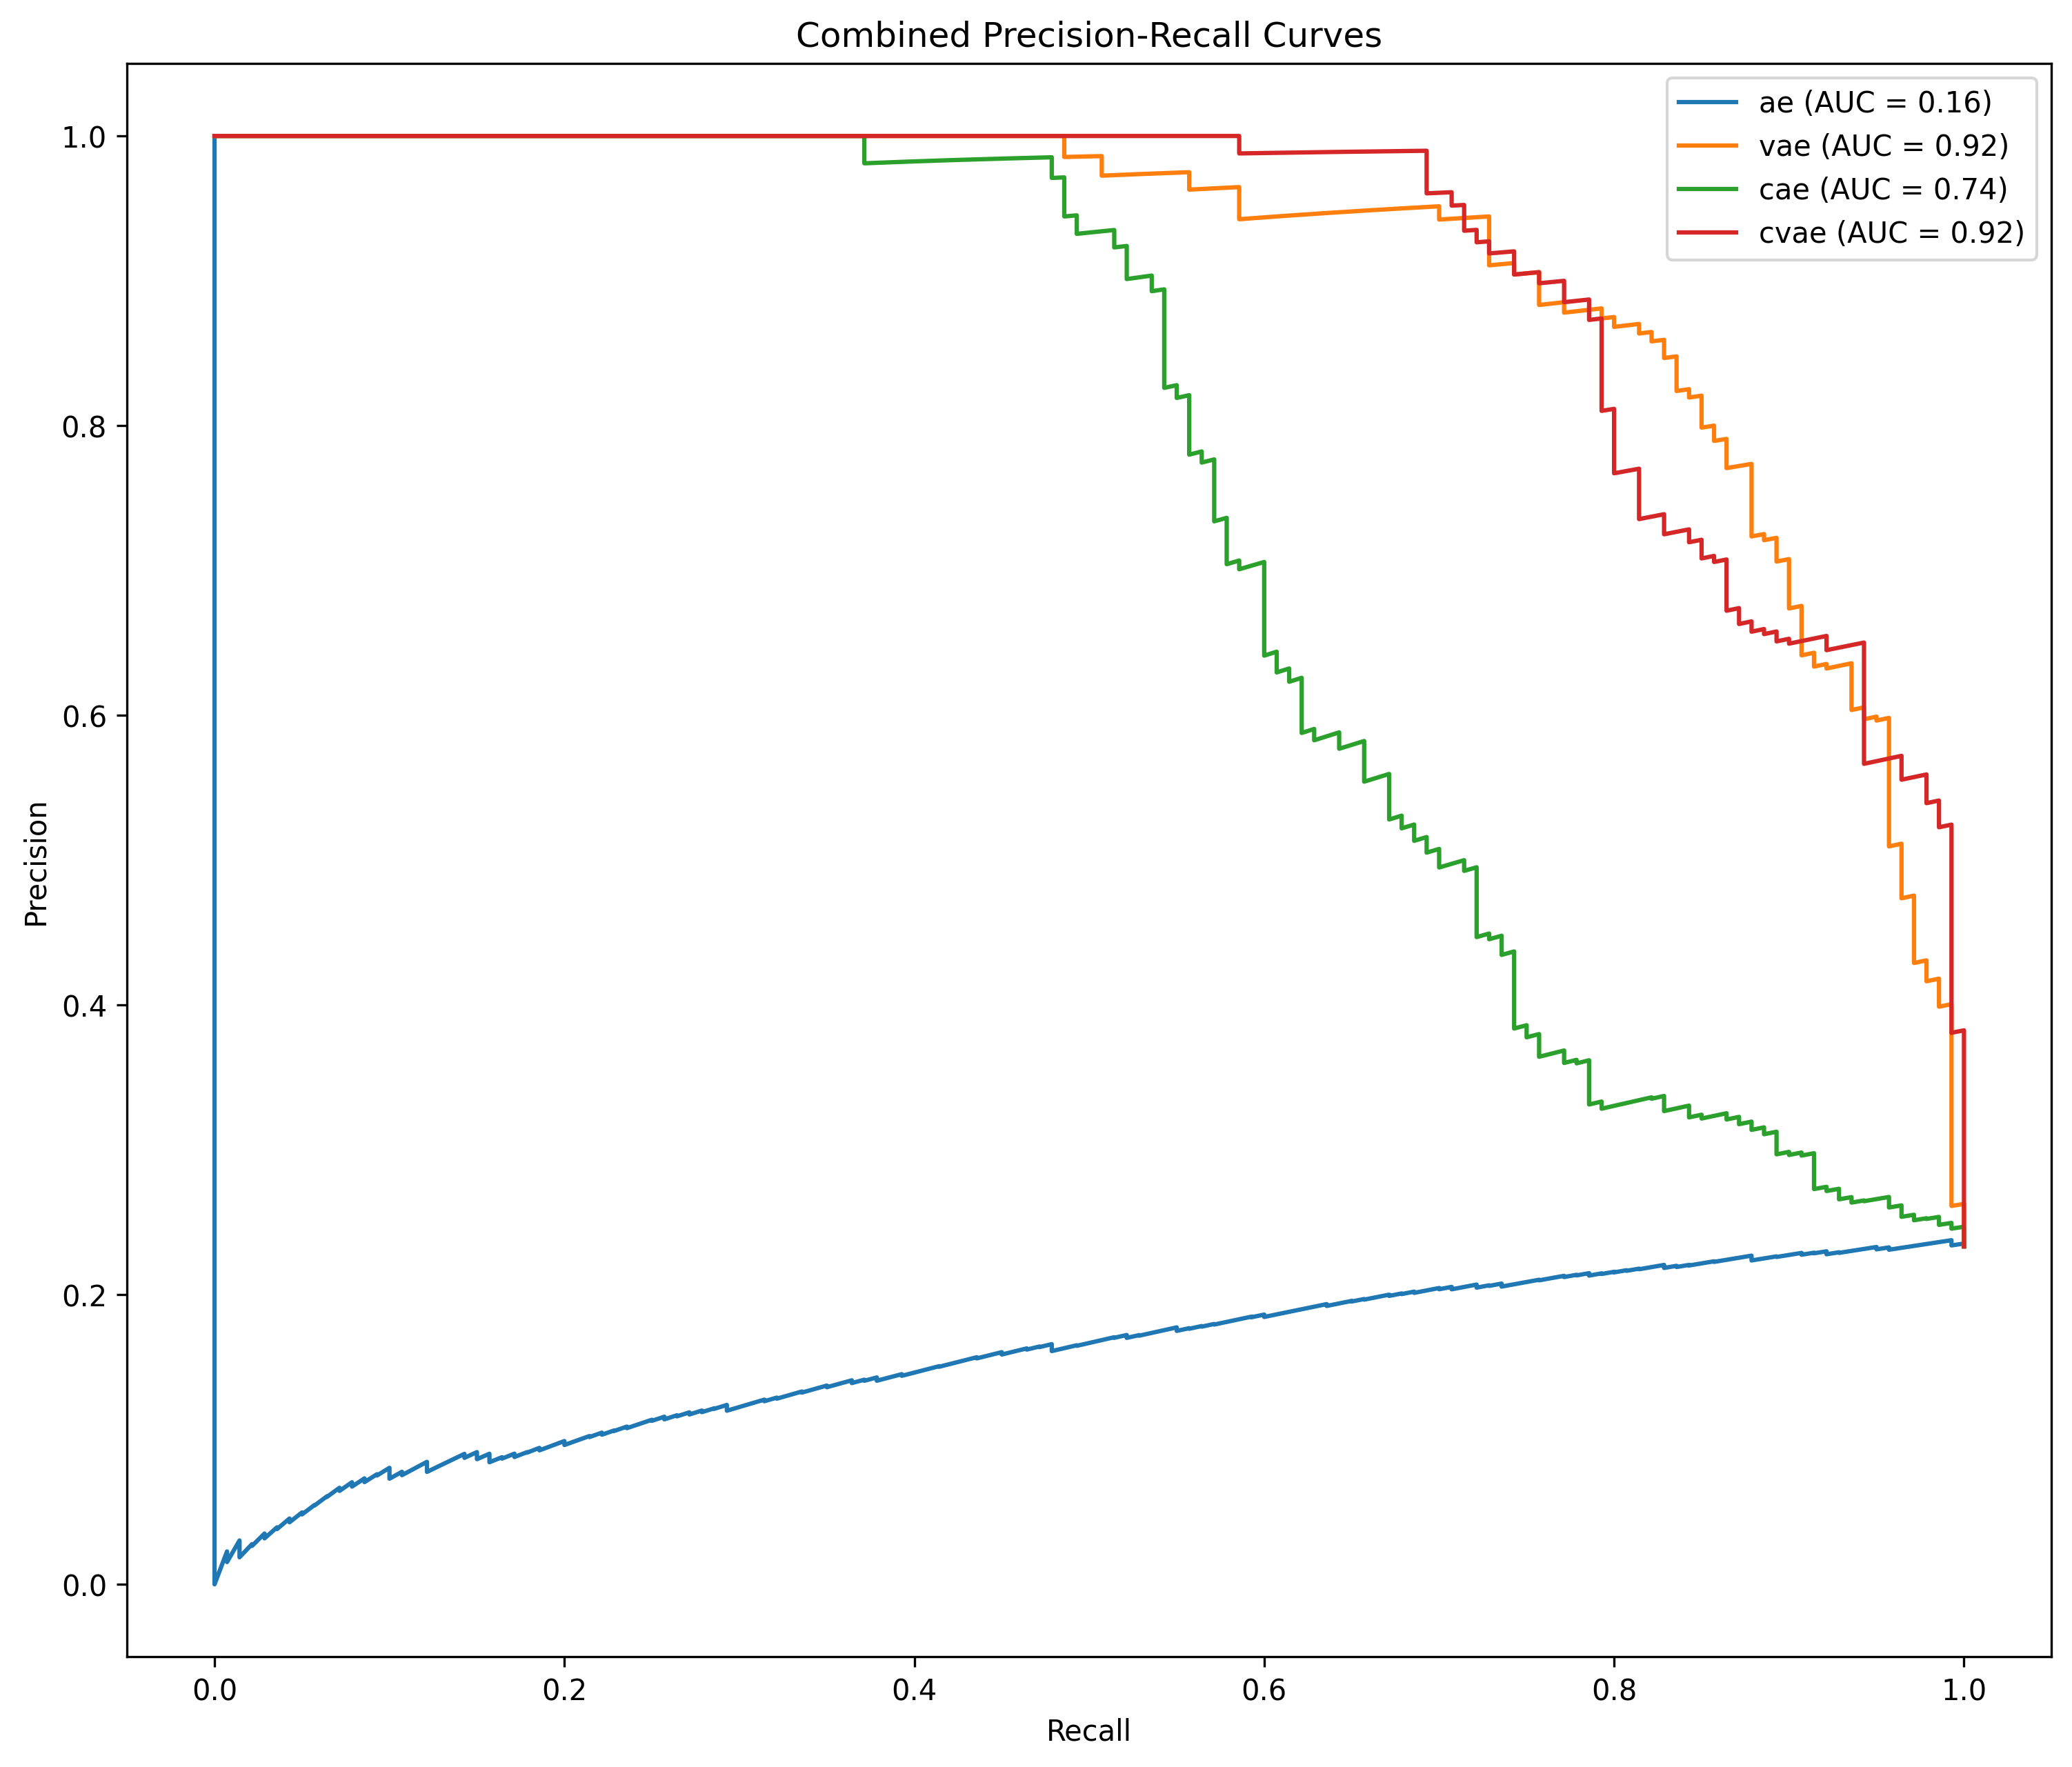 Combined Precision-Recall Curves
ae (AUC = 0.16)
vae (AUC = 0.92)
cae (AUC = 0.74)
cvae (AUC = 0.92)
Precision
1.0
0.8
0.6
0.4
0.2
0.0
0.0 0.2 0.4 0.6 0.8 1.0
Recall